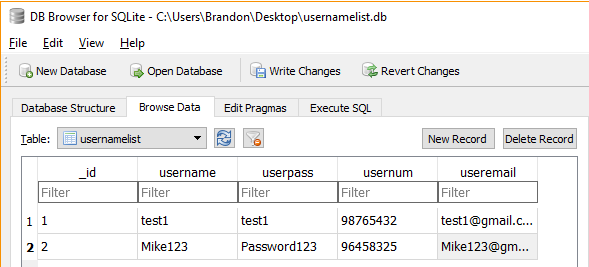 DB Browser for SQLite - C:\Users\Brandon\Desktop\usernamelist.db
File Edit View Help
New Database Open Database Write Changes Revert Changes
Database Structure Browse Data Edit Pragmas Execute SQL
Table: usernamelist New Record Delete Record
_id username userpass usernum useremail
Filter Filter Filter Filter Filter
1 1 test1 test1 98765432 test1@gmail.c...
2 2 Mike123 Password123 96458325 Mike123@gm...